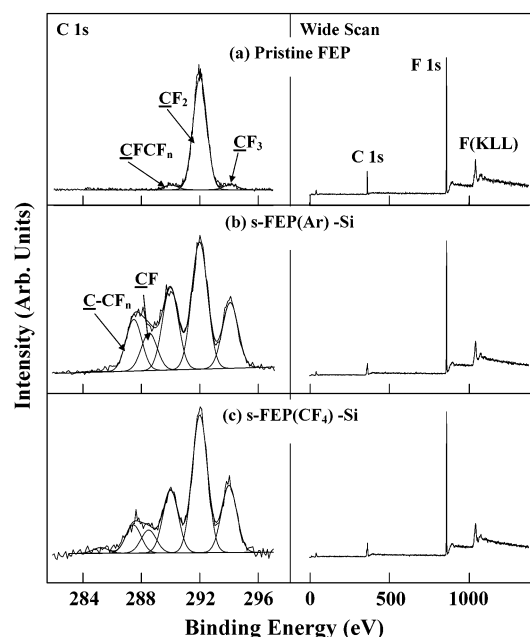 C 1s
Wide Scan
(a) Pristine FEP
F 1s
CF2
CFCFn
CF3
C 1s
F(KLL)
(b) s-FEP(Ar) -Si
CF
C-CFn
(c) s-FEP(CF4) -Si
Intensity (Arb. Units)
284 288 292 296 0 500 1000
Binding Energy (eV)